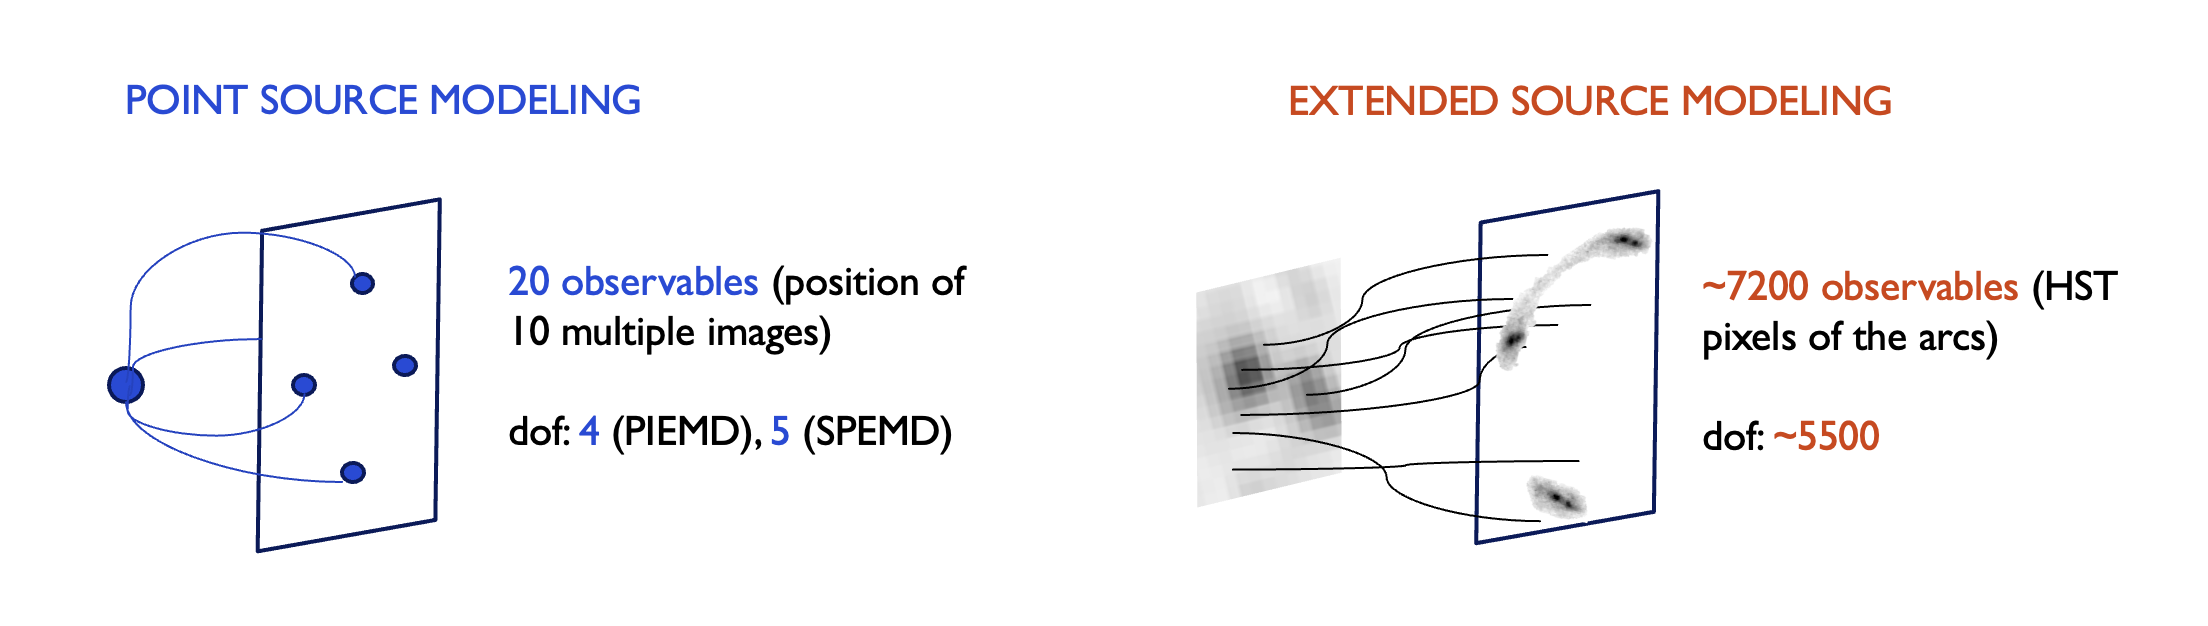 POINT SOURCE MODELING
20 observables (position of
10 multiple images)
dof: 4 (PIEMD), 5 (SPEMD)
EXTENDED SOURCE MODELING
~7200 observables (HST
pixels of the arcs)
dof: ~5500